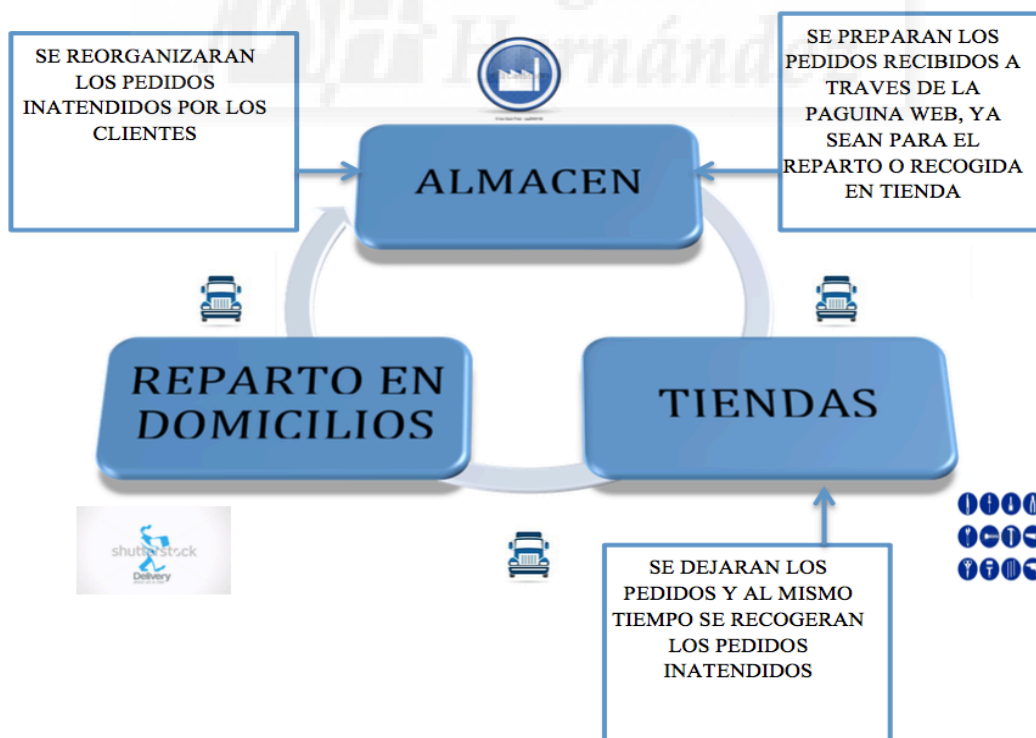 Hernández
SE REORGANIZARAN
LOS PEDIDOS
INATENDIDOS POR LOS
CLIENTES
SE PREPARAN LOS
PEDIDOS RECIBIDOS A
TRAVES DE LA
PAGUINA WEB, YA
SEAN PARA EL
REPARTO O RECOGIDA
EN TIENDA
ALMACEN
REPARTO EN
DOMICILIOS
TIENDAS
shutterstock
Delivery
SE DEJARAN LOS
PEDIDOS Y AL MISMO
TIEMPO SE RECOGERAN
LOS PEDIDOS
INATENDIDOS